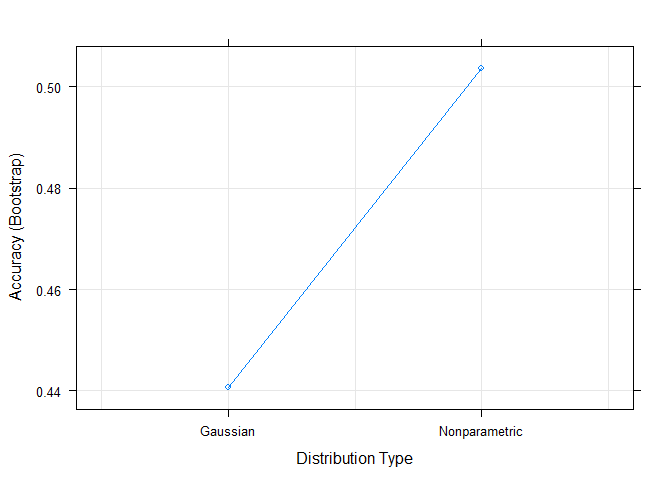 0.50
0.48
0.46
0.44
Accuracy (Bootstrap)
Gaussian
Nonparametric
Distribution Type